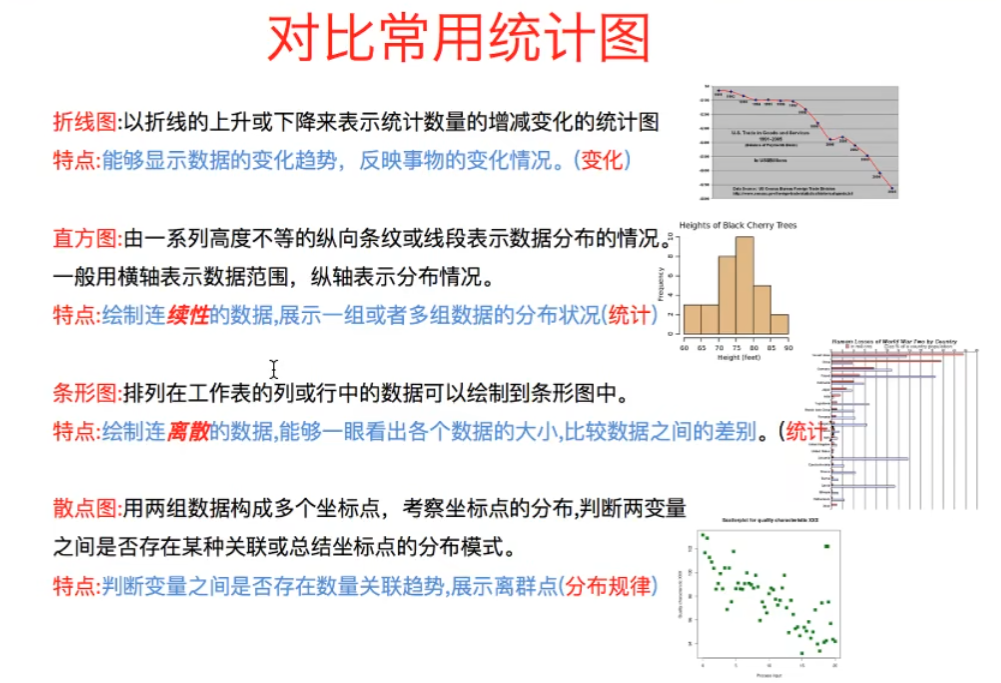 对比常用统计图
折线图:以折线的上升或下降来表示统计数量的增减变化的统计图
特点:能够显示数据的变化趋势，反映事物的变化情况。(变化)
直方图:由一系列高度不等的纵向条纹或线段表示数据分布的情况。
一般用横轴表示数据范围，纵轴表示分布情况。
特点:绘制连续性的数据,展示一组或者多组数据的分布状况(统计)
Heights of Black Cherry Trees
Frequency
0 2 4 6 8 10
60 65 70 75 80 85 90
Height (feet)
条形图:排列在工作表的列或行中的数据可以绘制到条形图中。
特点:绘制连离散的数据,能够一眼看出各个数据的大小,比较数据之间的差别。(统计
Human Losses of World War Two by Country
散点图:用两组数据构成多个坐标点，考察坐标点的分布,判断两变量
之间是否存在某种关联或总结坐标点的分布模式。
特点:判断变量之间是否存在数量关联趋势,展示离群点(分布规律)
Scatterplot for quality characteristic XXX
0 5 10 15 20
Process input